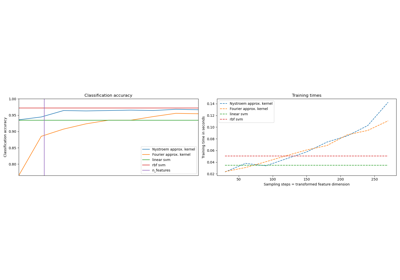 Classification accuracy
1.00
0.95
0.90
0.85
0.80
Classification accuracy
Nystroem approx. kernel
Fourier approx. kernel
linear svm
rbf svm
n_features
Training times
0.14
0.12
0.10
0.08
0.06
0.04
0.02
Training time in seconds
Nystroem approx. kernel
Fourier approx. kernel
linear svm
rbf svm
50
100
150
200
250
Sampling steps = transformed feature dimension